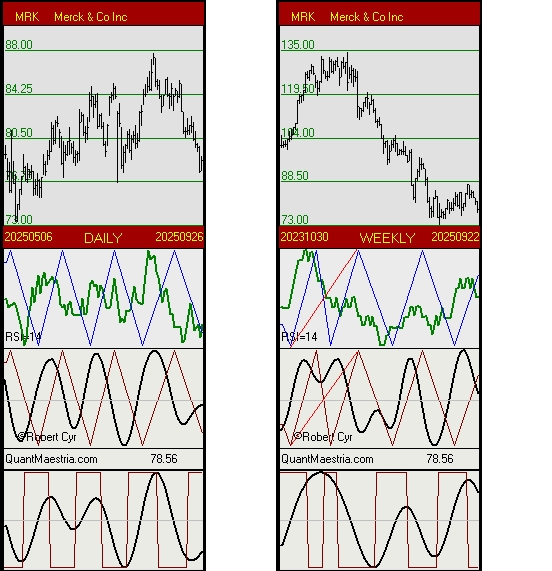 MRK Merck & Co Inc
88.00
84.25
80.50
73.00
20250506 DAILY 20250926
RSI=14
©Robert Cyr
QuantMaestria.com 78.56
MRK Merck & Co Inc
135.00
119.50
104.00
88.50
73.00
20231030 WEEKLY 20250922
RSI=14
©Robert Cyr
QuantMaestria.com 78.56